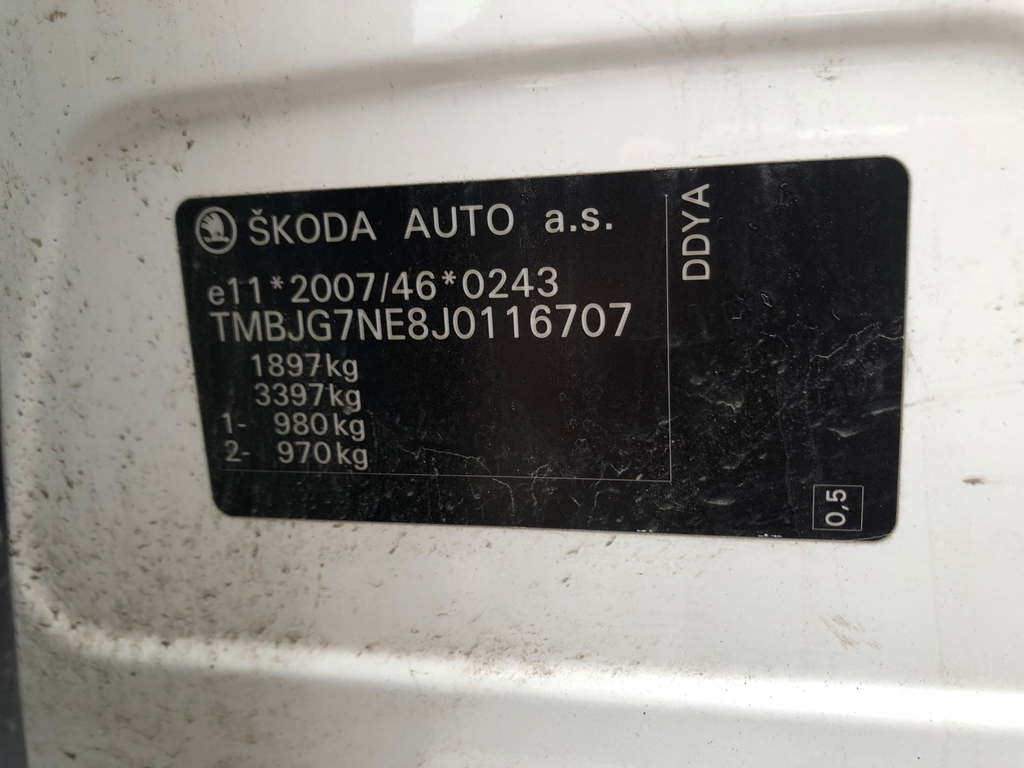 ŠKODA AUTO a.s.
e11*2007/46*0243
TMBJG7NE8J0116707
1897kg
3397kg
1- 980kg
2- 970kg
DDYA
0,5